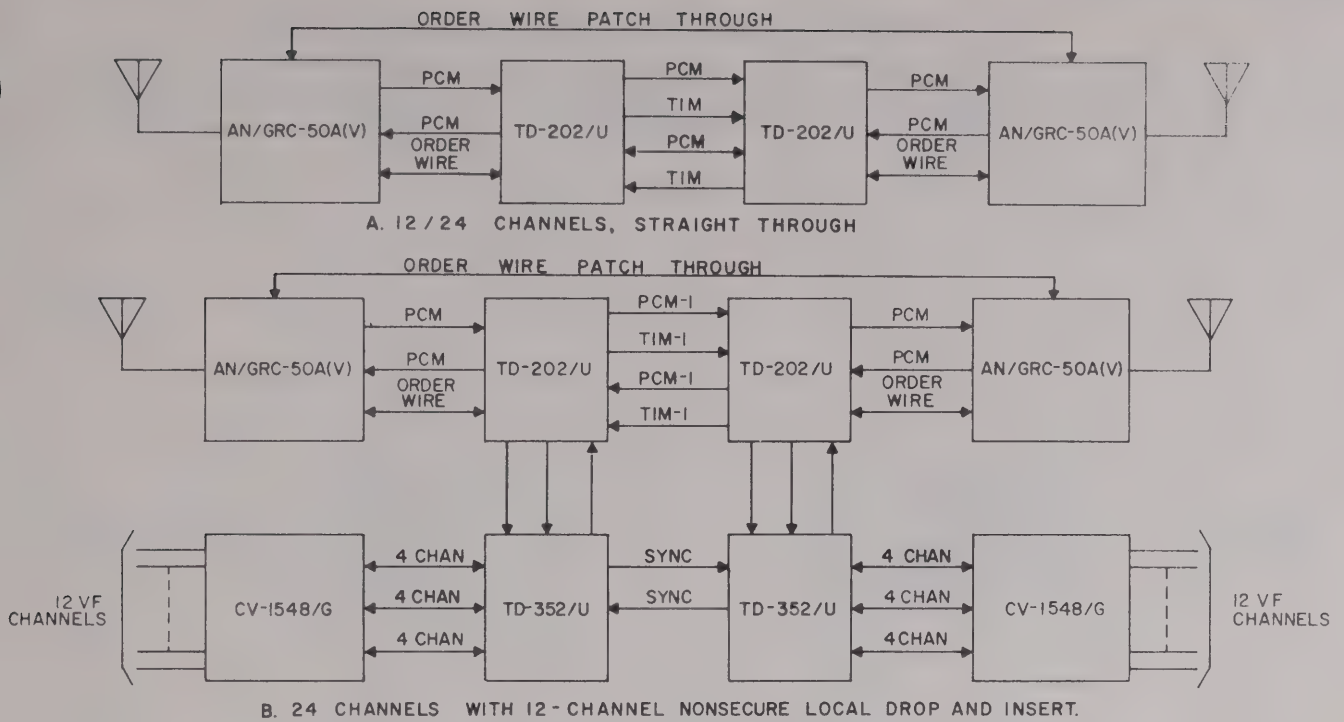 ORDER WIRE PATCH THROUGH
AN/GRC-50A(V)
PCM
PCM
ORDER
WIRE
TD-202/U
PCM
TIM
PCM
TIM
TD-202/U
PCM
PCM
ORDER
WIRE
AN/GRC-50A(V)
A. 12/24 CHANNELS, STRAIGHT THROUGH
ORDER WIRE PATCH THROUGH
AN/GRC-50A(V)
PCM
PCM
ORDER
WIRE
TD-202/U
PCM-1
TIM-1
PCM-1
TIM-1
TD-202/U
PCM
PCM
ORDER
WIRE
AN/GRC-50A(V)
12 VF
CHANNELS
CV-1548/G
4 CHAN
4 CHAN
4 CHAN
TD-352/U
SYNC
SYNC
TD-352/U
4 CHAN
4 CHAN
4 CHAN
CV-1548/G
12 VF
CHANNELS
B. 24 CHANNELS WITH 12-CHANNEL NONSECURE LOCAL DROP AND INSERT.